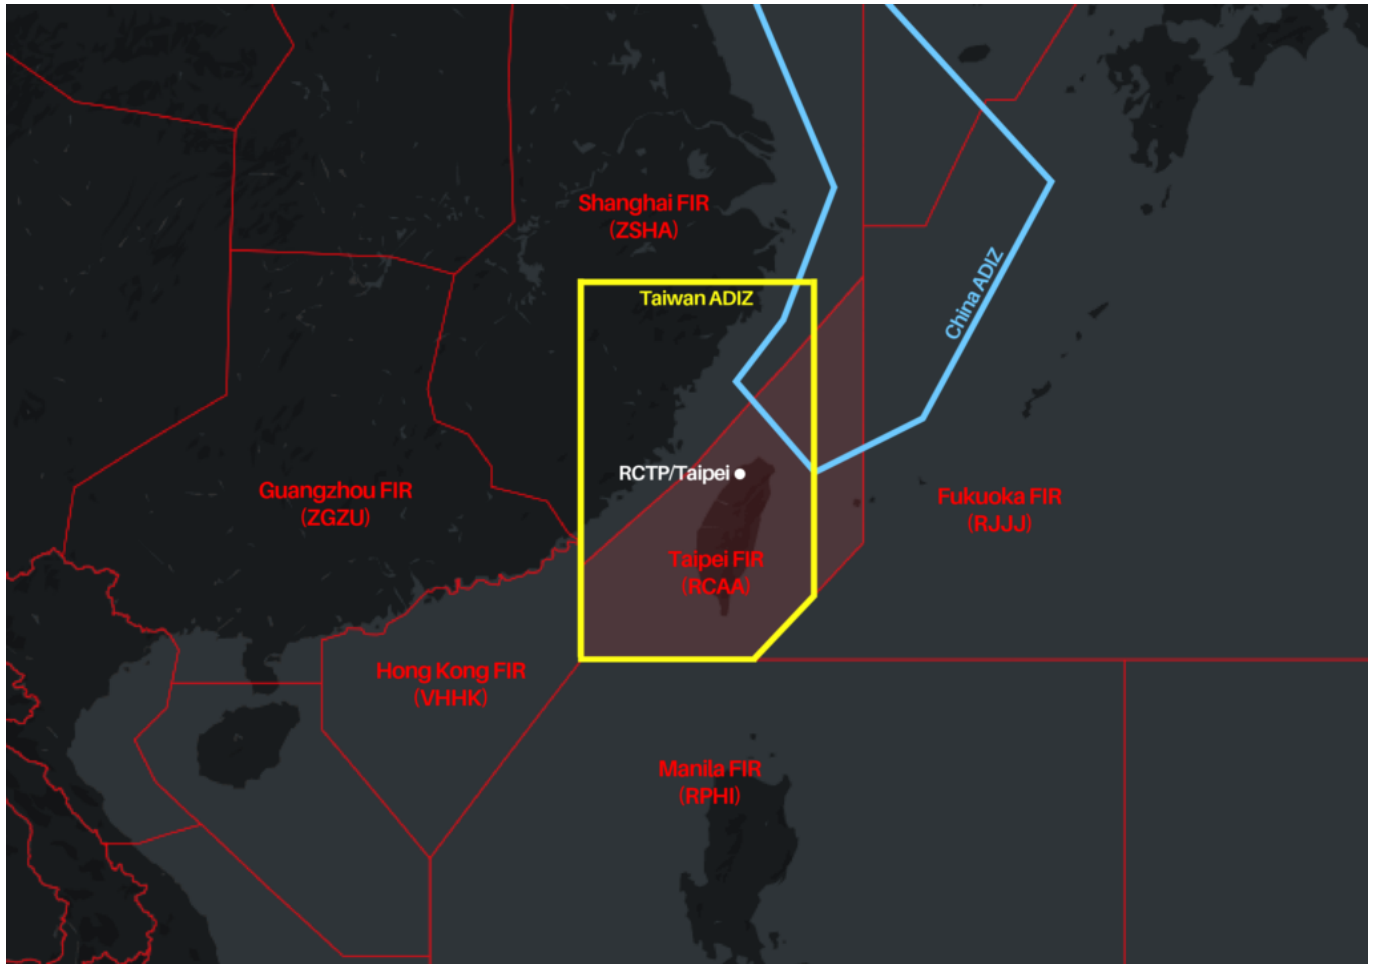 Shanghai FIR
(ZSHA)
Taiwan ADIZ
China ADIZ
RCTP/Taipei
Guangzhou FIR
(ZGZU)
Fukuoka FIR
(RJJJ)
Taipei FIR
(RCAA)
Hong Kong FIR
(VHHK)
Manila FIR
(RPHI)